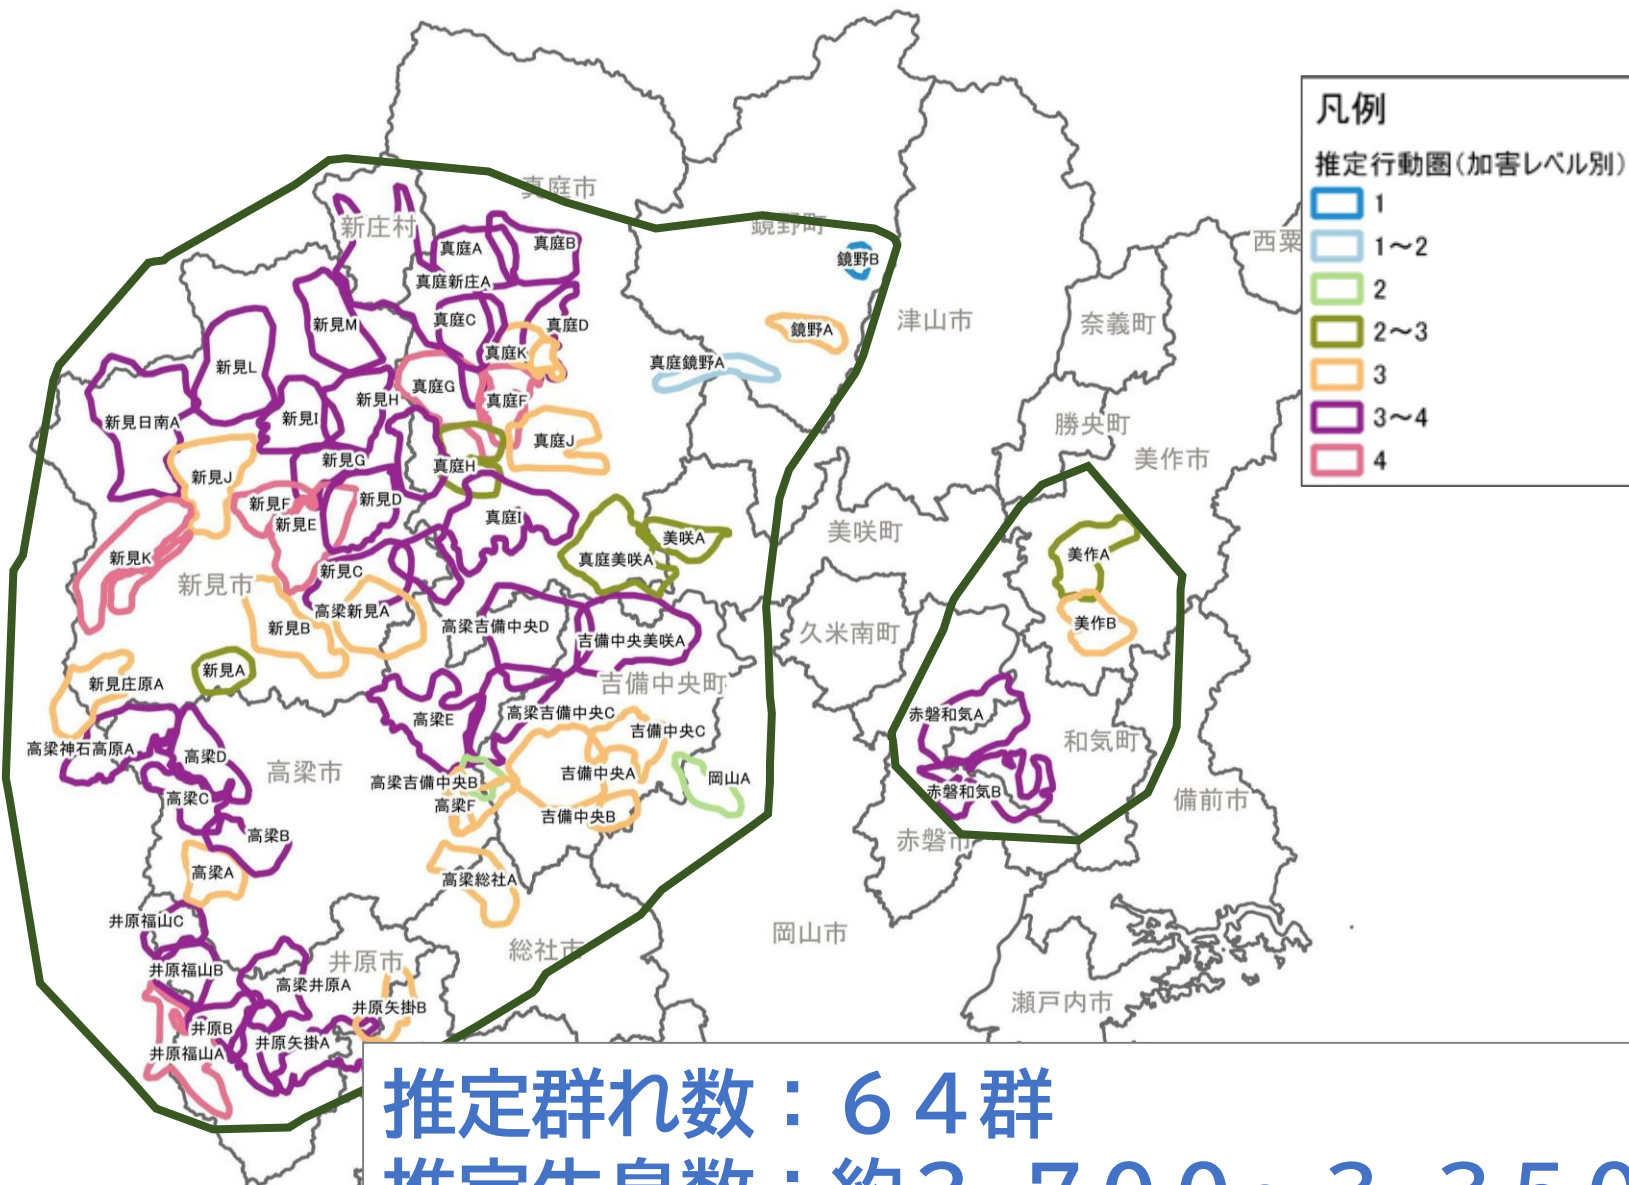 凡例
推定行動圏（加害レベル別）
1
1～2
2
2～3
3
3～4
4
真庭市
新庄村
鏡野町
西粟
津山市
奈義町
勝央町
美作市
美咲町
新見市
久米南町
吉備中央町
高梁市
和気町
備前市
赤磐市
岡山市
総社市
井原市
瀬戸内市
真庭A
真庭B
鏡野B
真庭新庄A
新見M
真庭C
真庭D
鏡野A
真庭K
真庭鏡野A
新見L
真庭G
新見H
真庭F
新見日南A
新見I
真庭J
新見G
真庭H
新見J
新見F
新見D
新見E
真庭I
美咲A
新見K
真庭美咲A
美作A
新見C
高梁新見A
新見B
高梁吉備中央D
吉備中央美咲A
美作B
新見A
新見庄原A
高梁E
高梁吉備中央C
吉備中央C
赤磐和気A
高梁神石高原A
高梁D
高梁吉備中央B
吉備中央A
岡山A
高梁C
高梁F
吉備中央B
赤磐和気B
高梁B
高梁A
高梁総社A
井原福山C
井原福山B
高梁井原A
井原矢掛B
井原B
井原矢掛A
井原福山A
推定群れ数：６４群
推定生息数：約２，７００～３，３５０